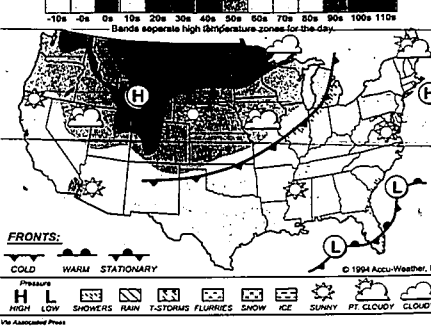 -10s -0s 0s 10s 20s 30s 40s 50s 60s 70s 80s 90s 100s 110s
Bands seperate high temperature zones for the day.
H
H
L
L
FRONTS:
COLD WARM STATIONARY
© 1994 Accu-Weather, I
Pressure
H L
HIGH LOW SHOWERS RAIN T-STORMS FLURRIES SNOW ICE SUNNY PT. CLOUDY CLOUDY
Via Associated Press